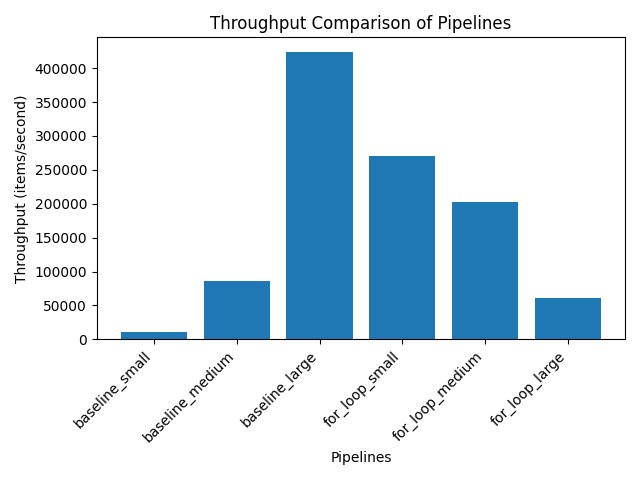 Throughput Comparison of Pipelines
Throughput (items/second)
400000
350000
300000
250000
200000
150000
100000
50000
0
baseline_small
baseline_medium
baseline_large
for_loop_small
for_loop_medium
for_loop_large
Pipelines